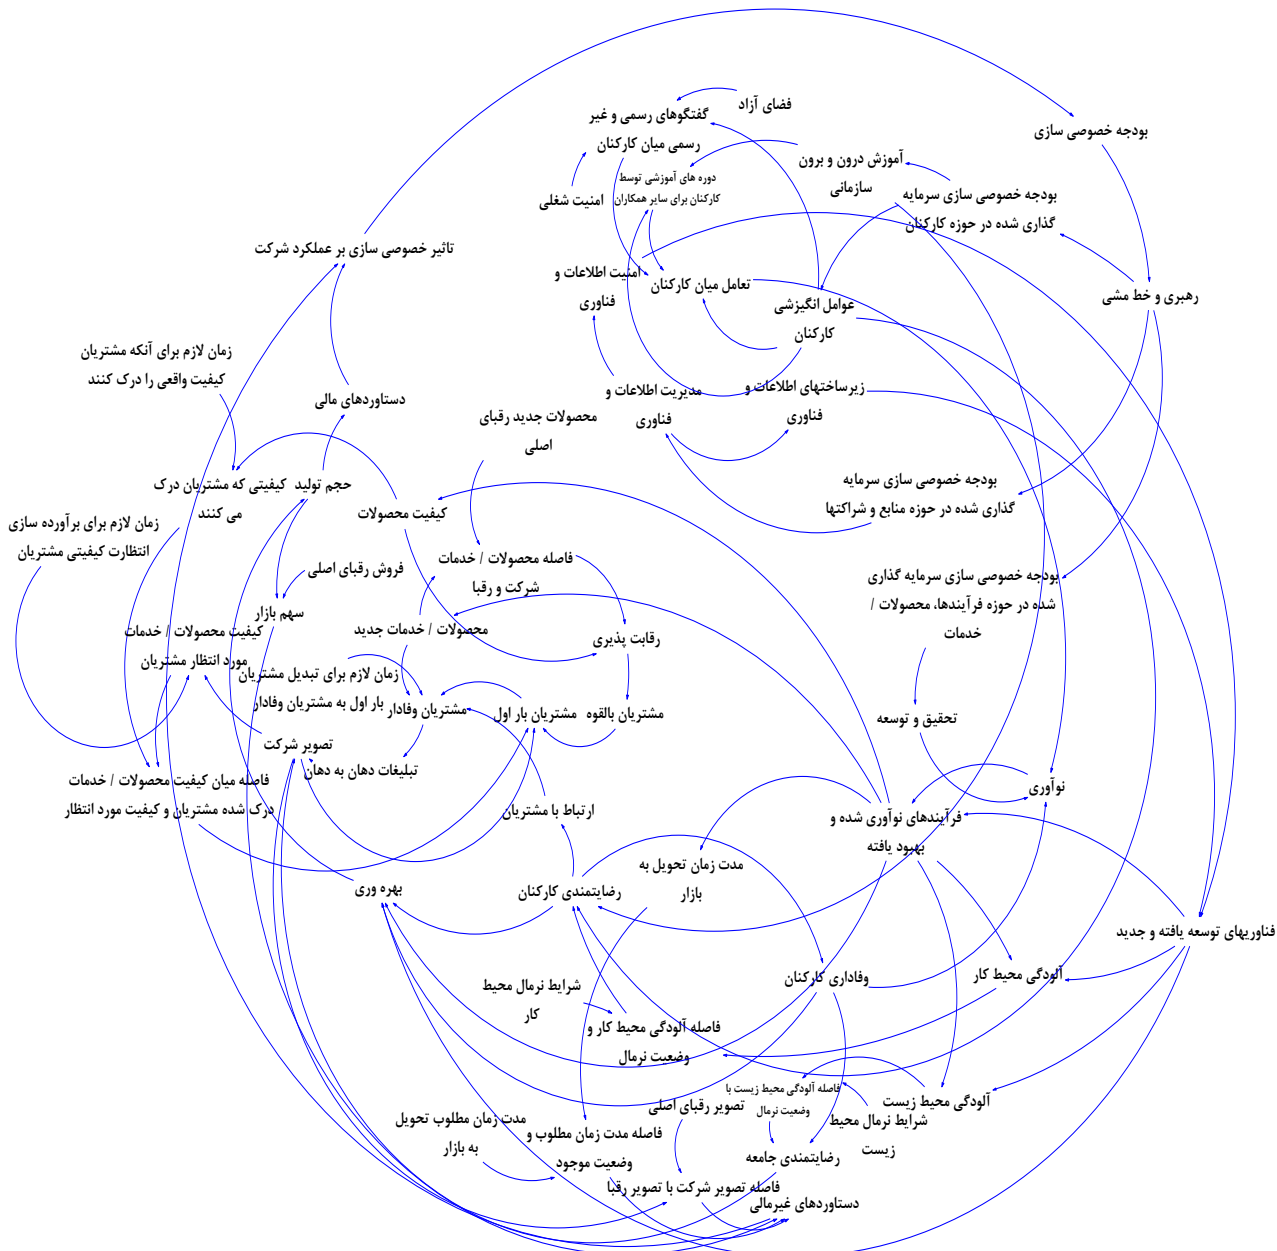 فضای آزاد
گفتگوهای رسمی و غیر
رسمی میان کارکنان
بودجه خصوصی سازی
آموزش درون و برون
سازمانی
دوره های آموزشی توسط
کارکنان برای سایر همکاران
امنیت شغلی
بودجه خصوصی سازی سرمایه
گذاری شده در حوزه کارکنان
تاثیر خصوصی سازی بر عملکرد شرکت
امنیت اطلاعات و
فناوری
تعامل میان کارکنان
عوامل انگیزشی
کارکنان
رهبری و خط مشی
زمان لازم برای آنکه مشتریان
کیفیت واقعی را درک کنند
دستاوردهای مالی
مدیریت اطلاعات و
فناوری
زیرساختهای اطلاعات و
فناوری
محصولات جدید رقبای
اصلی
کیفیتی که مشتریان درک
می کنند
حجم تولید
کیفیت محصولات
بودجه خصوصی سازی سرمایه
گذاری شده در حوزه منابع و شراکتها
زمان لازم برای برآورده سازی
انتظارت کیفیتی مشتریان
فروش رقبای اصلی
فاصله محصولات / خدمات
شرکت و رقبا
بودجه خصوصی سازی سرمایه گذاری
شده در حوزه فرآیندها، محصولات /
خدمات
سهم بازار
کیفیت محصولات / خدمات
مورد انتظار مشتریان
محصولات / خدمات جدید
رقابت پذیری
زمان لازم برای تبدیل مشتریان
بار اول به مشتریان وفادار
مشتریان وفادار
مشتریان بار اول
مشتریان بالقوه
تحقیق و توسعه
تصویر شرکت
تبلیغات دهان به دهان
فاصله میان کیفیت محصولات / خدمات
درک شده مشتریان و کیفیت مورد انتظار
ارتباط با مشتریان
نوآوری
فرآیندهای نوآوری شده و
بهبود یافته
مدت زمان تحویل به
بازار
بهره وری
رضایتمندی کارکنان
فناوریهای توسعه یافته و جدید
وفاداری کارکنان
آلودگی محیط کار
شرایط نرمال محیط
کار
فاصله آلودگی محیط کار و
وضعیت نرمال
فاصله آلودگی محیط زیست با
وضعیت نرمال
آلودگی محیط زیست
شرایط نرمال محیط
زیست
تصویر رقبای اصلی
مدت زمان مطلوب تحویل
به بازار
فاصله مدت زمان مطلوب و
وضعیت موجود
رضایتمندی جامعه
فاصله تصویر شرکت با تصویر رقبا
دستاوردهای غیرمالی